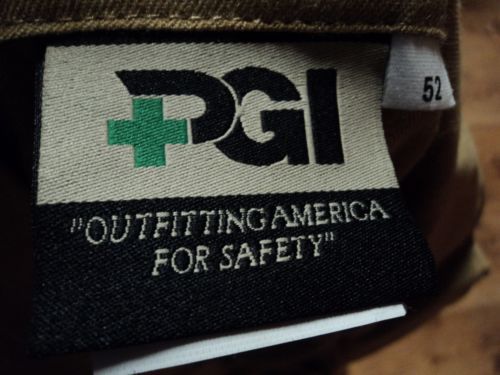 PGI
52
"OUTFITTING AMERICA
FOR SAFETY"